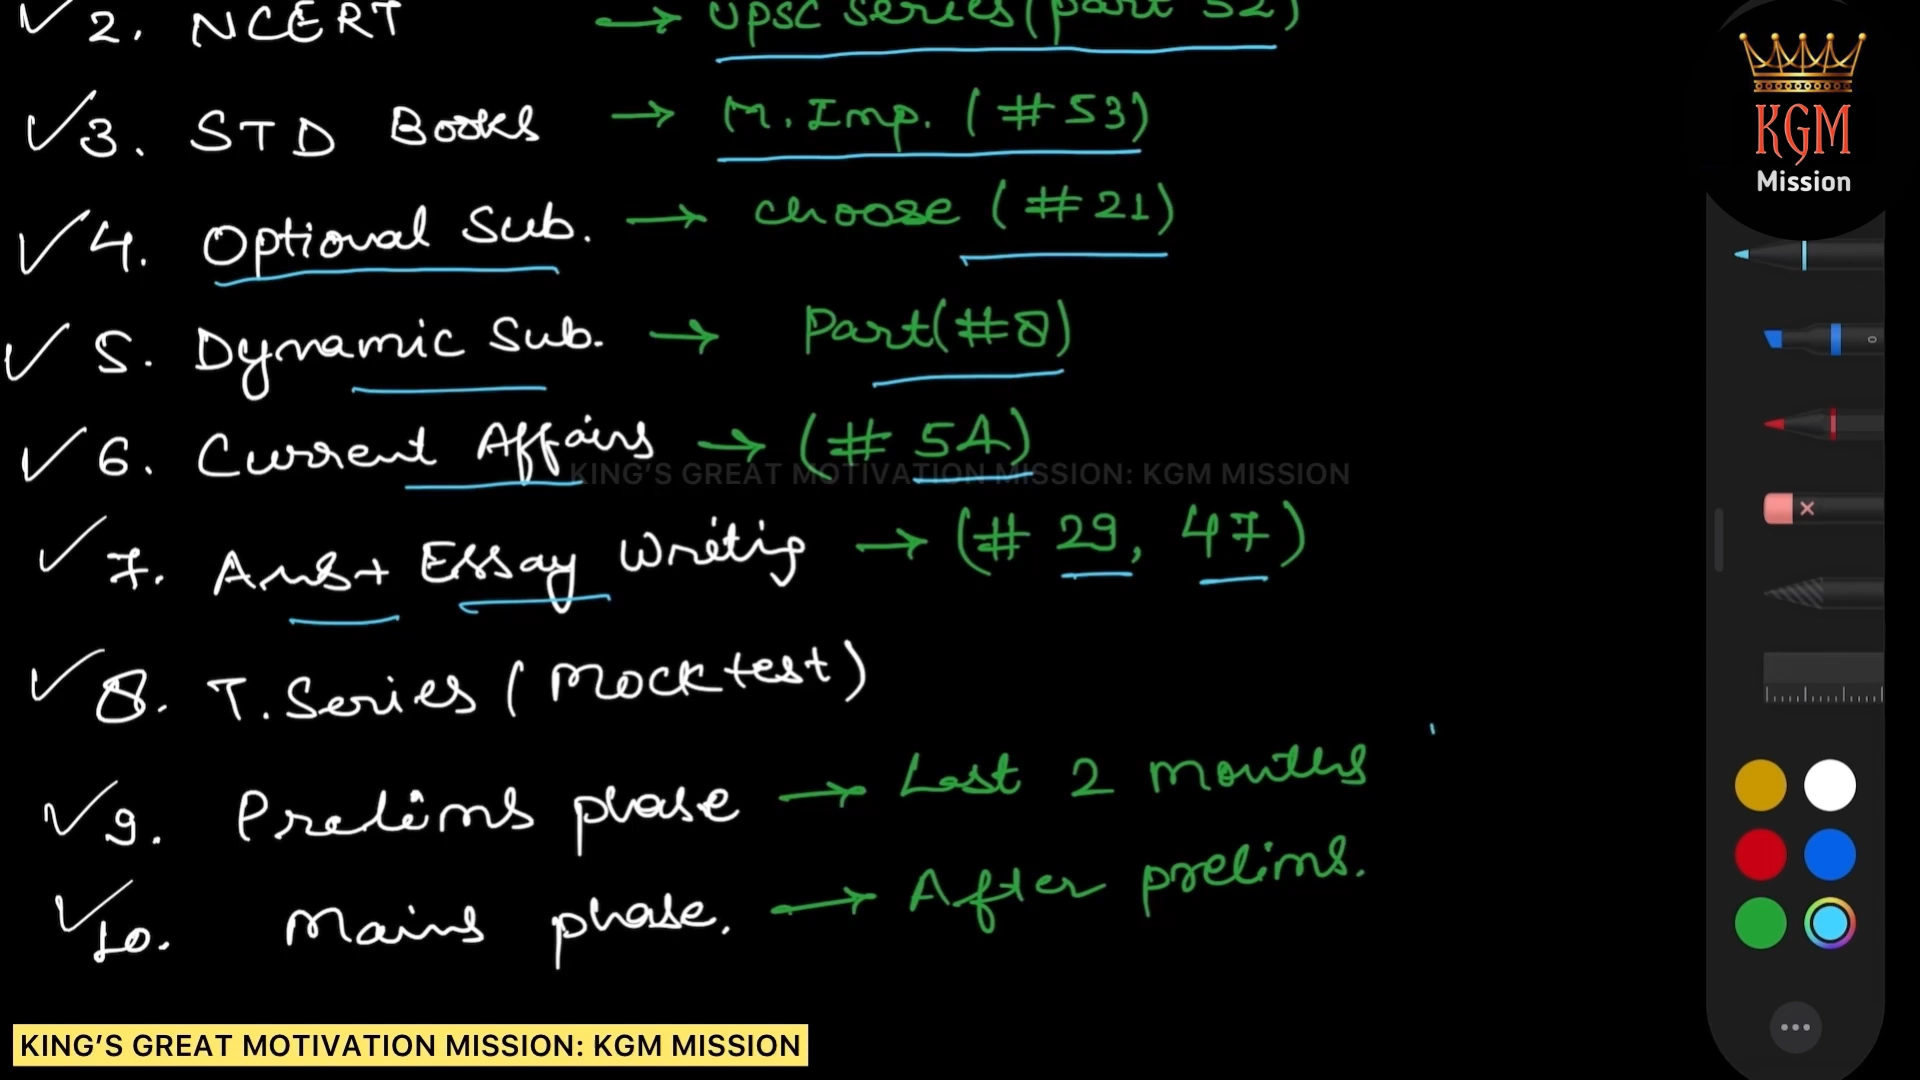 2. NCERT → UPSC series (part 52)
3. STD Books → M. Imp. (#53)
4. Optional Sub. → choose (#21)
5. Dynamic Sub. → Part (#8)
6. Current Affairs → (#54)
7. Ans + Essay Writing → (# 29, 47)
8. T. Series (Mock test)
9. Prelims phase → Last 2 months
10. Mains phase. → After prelims.
KING'S GREAT MOTIVATION MISSION: KGM MISSION
KING'S GREAT MOTIVATION MISSION: KGM MISSION
KGM
Mission